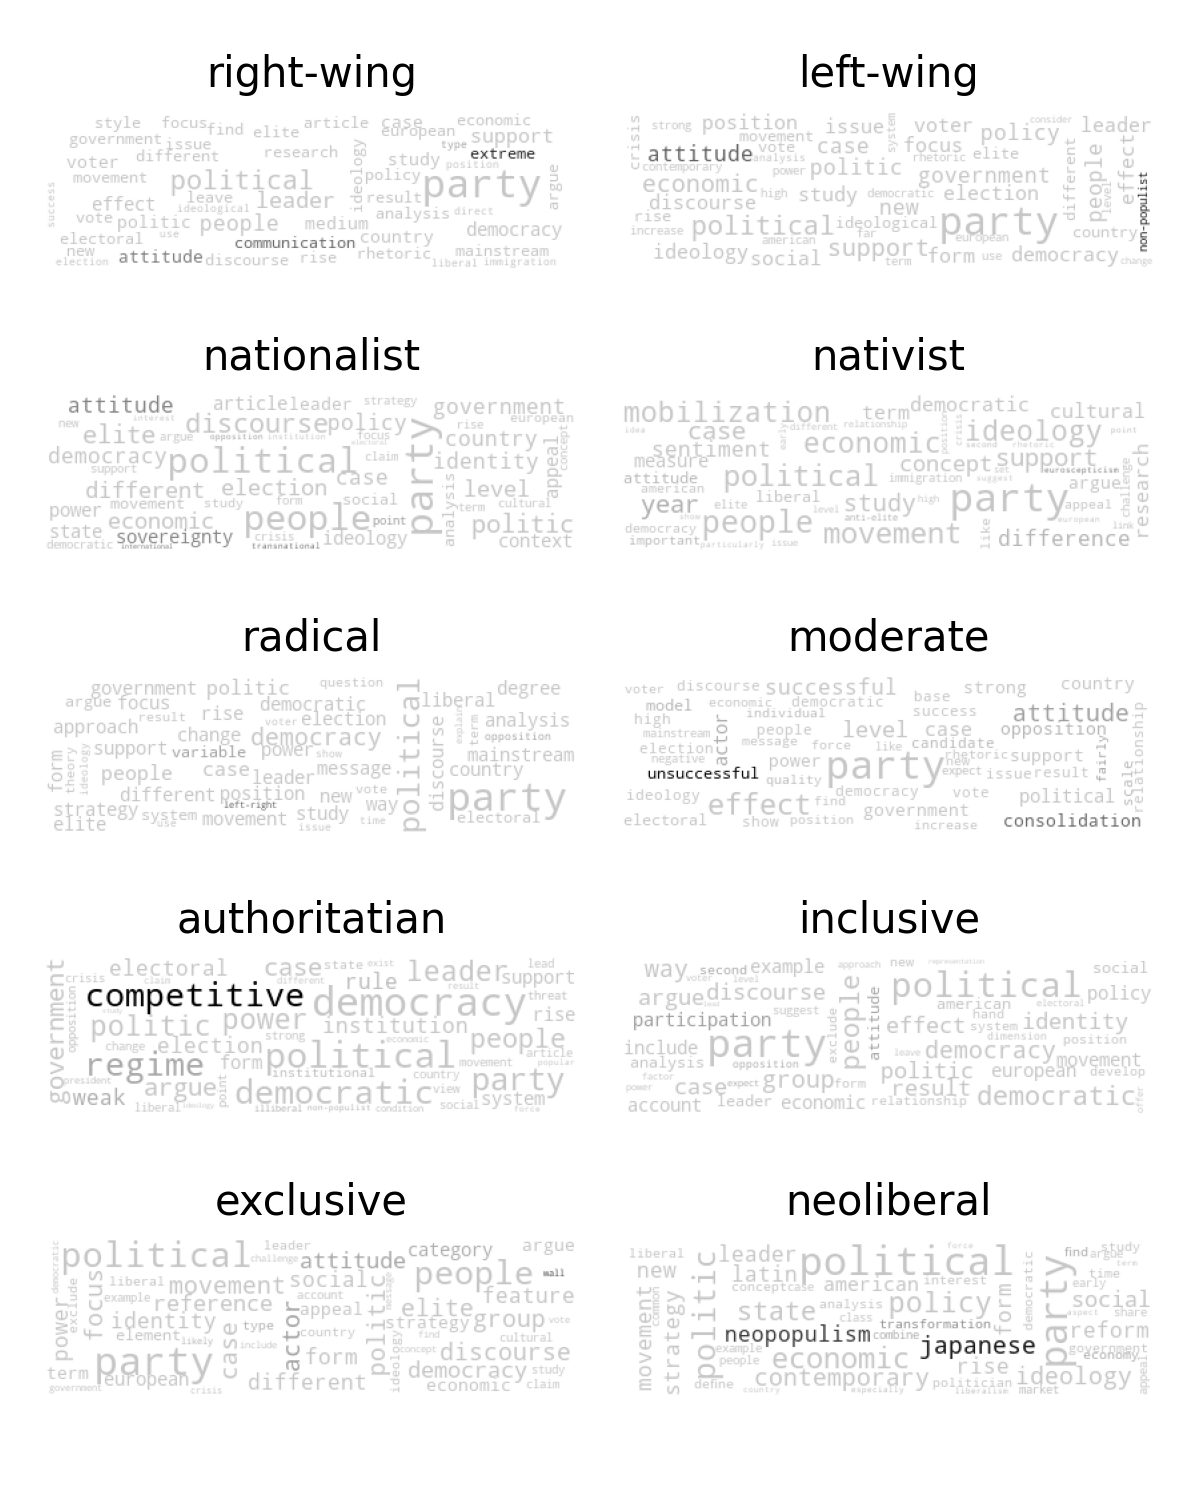 right-wing
style focus find elite article case european economic
government issue type support
voter different research study position extreme
movement political ideology policy party argue
success effect leave ideological leader result
vote politic people medium analysis direct
electoral use communication country democracy
new attitude discourse rise rhetoric mainstream
election liberal immigration
left-wing
crisis strong position issue system voter consider leader
movement focus policy
attitude analysis vote case rhetoric elite different people effect
contemporary power politic government
economic high study democratic election level
discourse new non-populist
rise political ideological party
increase american far european country
ideology social support form use democracy change
term
nationalist
attitude article leader strategy government
new interest discourse policy rise european
elite argue opposition institution focus electoral party country concept
democracy political claim identity appeal
support case
different election level
power movement study form social analysis term cultural
state economic people point politic
sovereignty crisis ideology context
democratic international transnational
nativist
mobilization term democratic cultural
idea case early different relationship position crisis ideology point
sentiment economic second rhetoric
measure concept support
attitude political immigration set euroscepticism challenge research
american liberal suggest argue
year elite level study high party appeal
show people anti-elite european link
democracy movement like difference
important particularly issue
radical
government politic question political liberal degree
argue focus democratic
result rise voter election explain term analysis
approach change democracy discourse opposition
form theory ideology support variable power show mainstream
people case leader message country
different position new vote party
strategy left-right way
system movement study time electoral
elite use issue
moderate
voter discourse successful strong country
model economic democratic base
high individual success attitude relationship
mainstream actor people level case opposition
election message force like candidate
negative power party new rhetoric support fairly
unsuccessful quality expect issue result scale
ideology democracy vote political
effect find government
electoral show position increase consolidation
authoritatian
government electoral case state exist leader lead
crisis claim different rule result support
opposition competitive democracy threat
study rise
politic power institution
change election strong economic people
regime form political movement article
institutional popular
president argue point country view party
weak democratic system
liberal ideology illiberal non-populist condition social force
inclusive
way second example approach new representation social
voter level people political policy
argue discourse american electoral
lead suggest hand
participation exclude attitude effect system identity
include party dimension position
analysis opposition leave democracy movement
factor politic european develop
power case expect group form result
account leader economic relationship democratic offer
exclusive
democratic political leader category argue
challenge attitude
focus liberal movement social message people mall
power exclude example reference account feature
identity actor appeal politic elite
element likely type strategy group vote
case include country find cultural
party form ideology concept discourse
term european different democracy study
government crisis economic claim
neoliberal
liberal politic leader force political democratic party find argue study
new latin term
concept case american interest form time
movement common strategy state analysis policy early
social
transformation aspect share
neopopulism combine japanese reform
example government
people economic rise economy
contemporary ideology appeal
define politician
country especially liberalism market